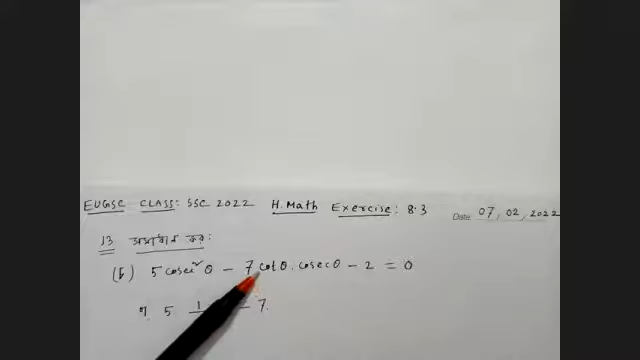 EUGSC CLASS: SSC 2022 H. Math Exercise: 8.3 Date: 07, 02, 2022
13 সমাধান কর:
5 cosec²θ − 7 cotθ. cosecθ − 2 = 0
বা, 5 1 − 7.